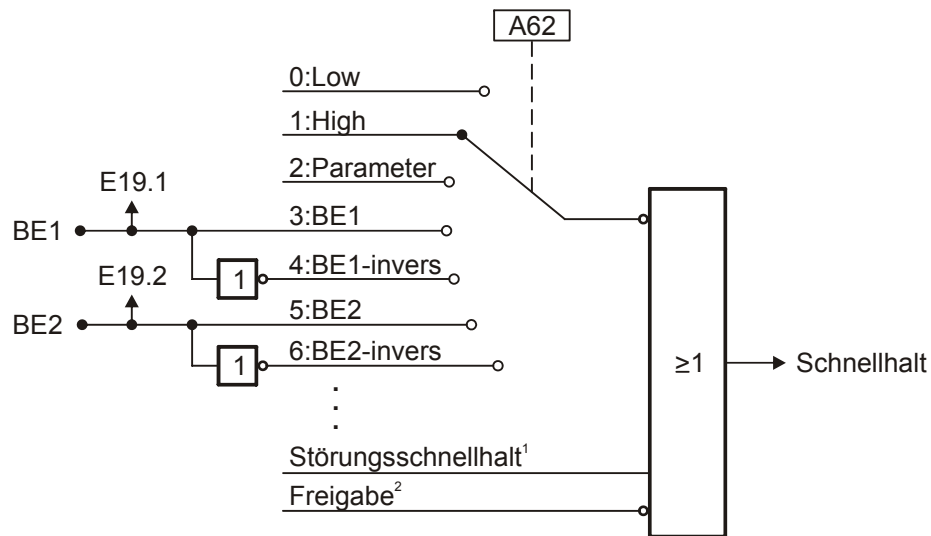 A62
0:Low
1:High
2:Parameter
E19.1
BE1
3:BE1
1
4:BE1-invers
E19.2
BE2
5:BE2
1
6:BE2-invers
≥1
Schnellhalt
Störungsschnellhalt¹
Freigabe²